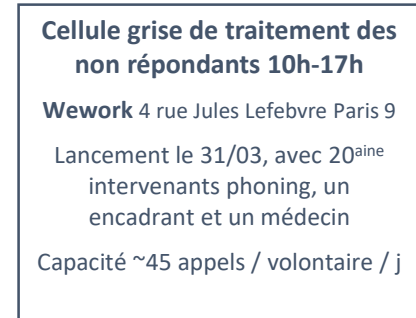 Cellule grise de traitement des
non répondants 10h-17h
Wework 4 rue Jules Lefebvre Paris 9
Lancement le 31/03, avec 20aine
intervenants phoning, un
encadrant et un médecin
Capacité ~45 appels / volontaire / j